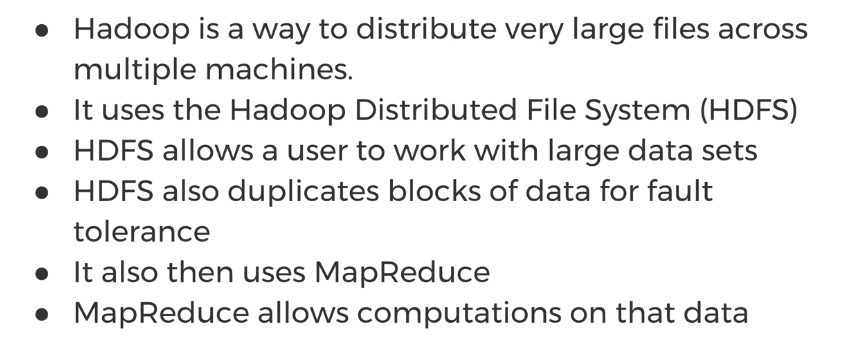 ● Hadoop is a way to distribute very large files across
multiple machines.
● It uses the Hadoop Distributed File System (HDFS)
● HDFS allows a user to work with large data sets
● HDFS also duplicates blocks of data for fault
tolerance
● It also then uses MapReduce
● MapReduce allows computations on that data